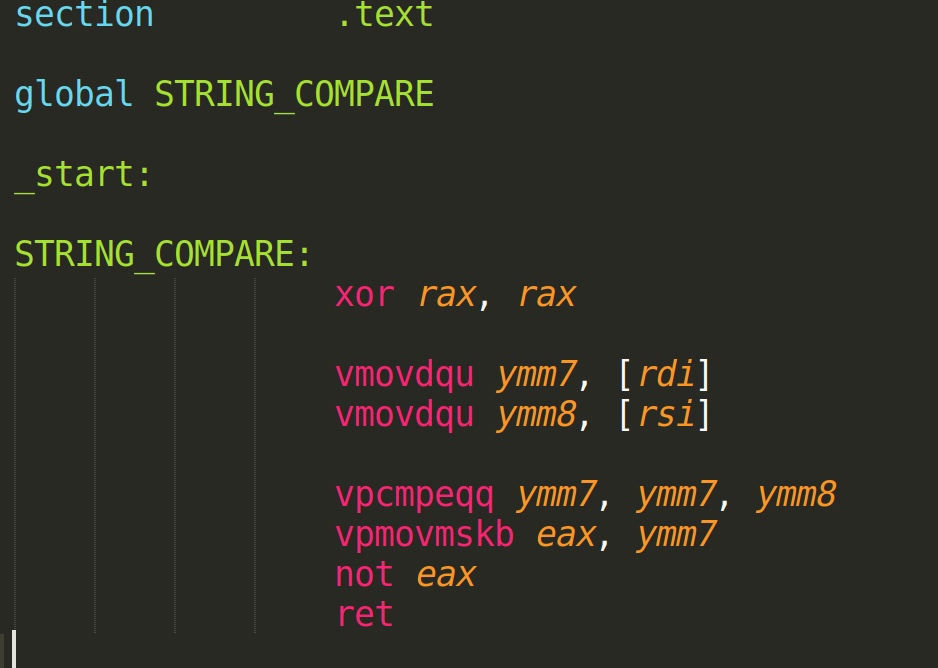 section .text
global STRING_COMPARE
_start:
STRING_COMPARE:
xor rax, rax
vmovdqu ymm7, [rdi]
vmovdqu ymm8, [rsi]
vpcmpeqq ymm7, ymm7, ymm8
vpmovmskb eax, ymm7
not eax
ret